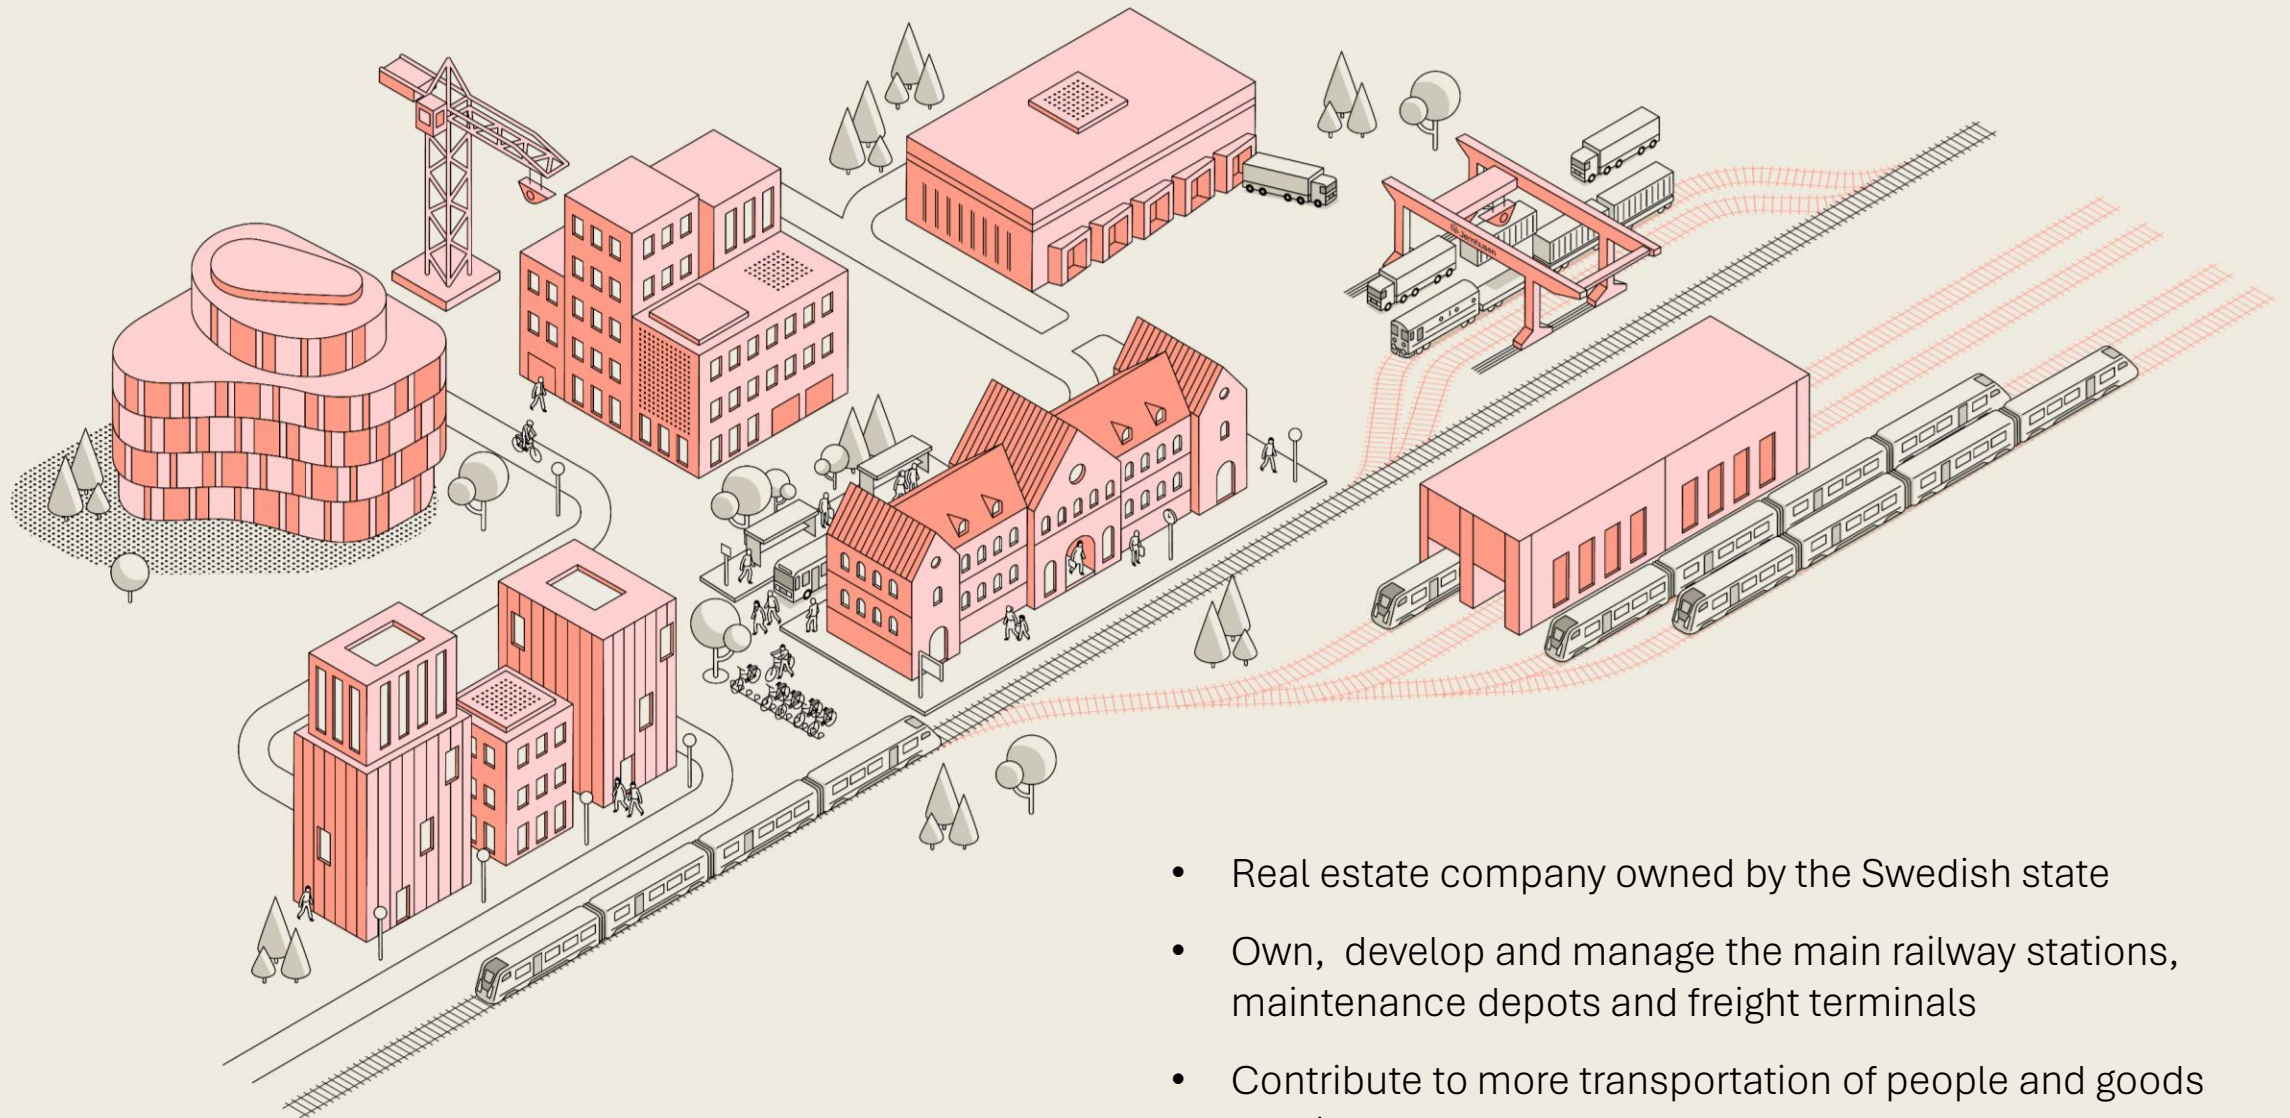 Jernhusen
• Real estate company owned by the Swedish state
• Own,  develop and manage the main railway stations,
maintenance depots and freight terminals
• Contribute to more transportation of people and goods